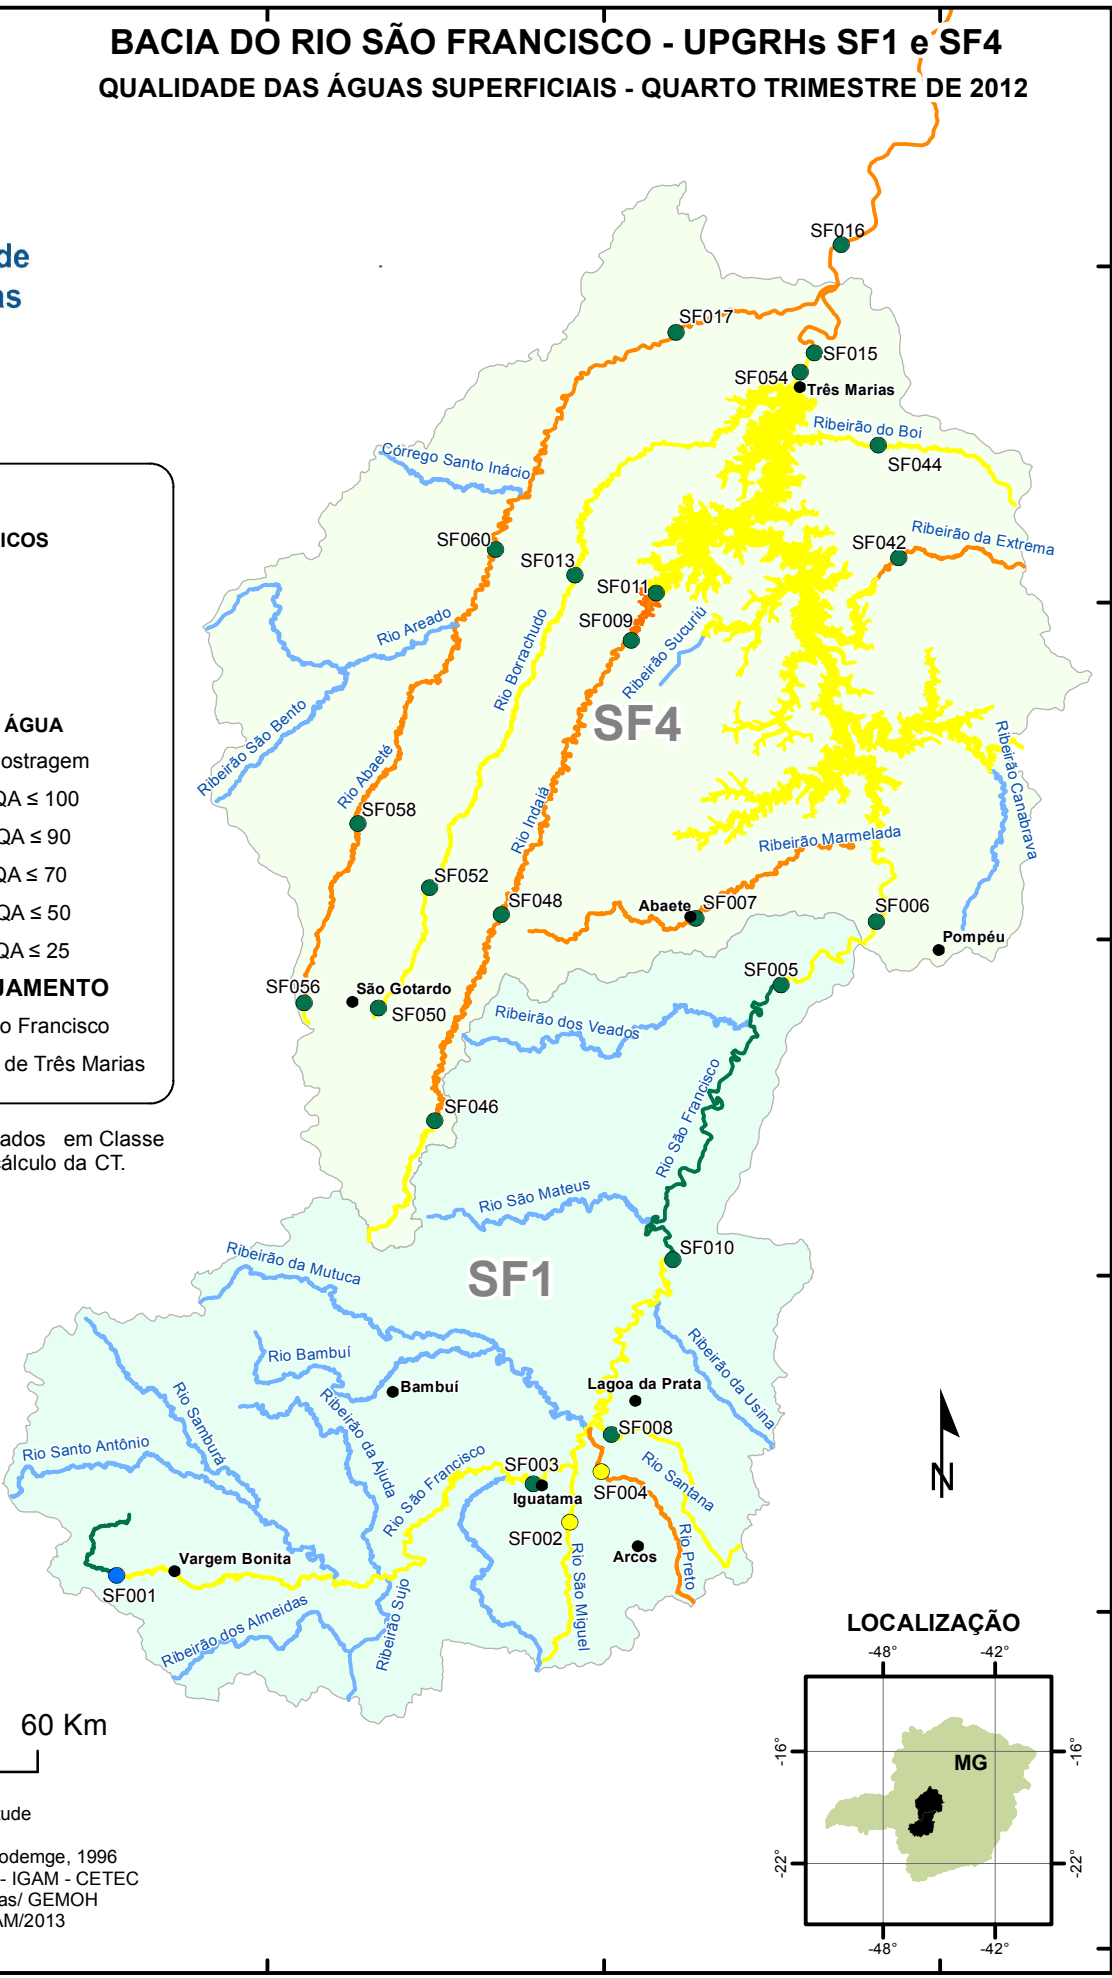 BACIA DO RIO SÃO FRANCISCO - UPGRHs SF1 e SF4
QUALIDADE DAS ÁGUAS SUPERFICIAIS - QUARTO TRIMESTRE DE 2012
de
as
SF016
SF017
SF015
SF054
Três Marias
Ribeirão do Boi
SF044
Córrego Santo Inácio
ICOS
SF060
SF013
SF042
Ribeirão da Extrema
SF011
SF009
Rio Areado
Rio Borrachudo
Ribeirão Sucuriú
SF4
ÁGUA
ostragem
QA ≤ 100
QA ≤ 90
QA ≤ 70
QA ≤ 50
QA ≤ 25
JAMENTO
o Francisco
de Três Marias
Ribeirão São Bento
Rio Abaeté
SF058
Rio Indaiá
Ribeirão Canabrava
Ribeirão Marmelada
SF052
SF048
Abaete
SF007
SF006
Pompéu
SF005
SF056
São Gotardo
SF050
Ribeirão dos Veados
SF046
Rio São Francisco
ados em Classe
cálculo da CT.
Rio São Mateus
SF010
Ribeirão da Mutuca
SF1
Rio Bambuí
Bambuí
Ribeirão da Usina
Lagoa da Prata
Rio Samburá
Ribeirão da Ajuda
SF008
Rio Santo Antônio
Rio São Francisco
SF003
Iguatama
SF004
Rio Santana
SF002
Arcos
Rio Preto
Rio São Miguel
Vargem Bonita
SF001
Ribeirão dos Almeidas
Ribeirão Sujo
N
LOCALIZAÇÃO
-48°
-42°
-16°
MG
-16°
-22°
-22°
-48°
-42°
60 Km
tude
odemge, 1996
- IGAM - CETEC
as/ GEMOH
AM/2013